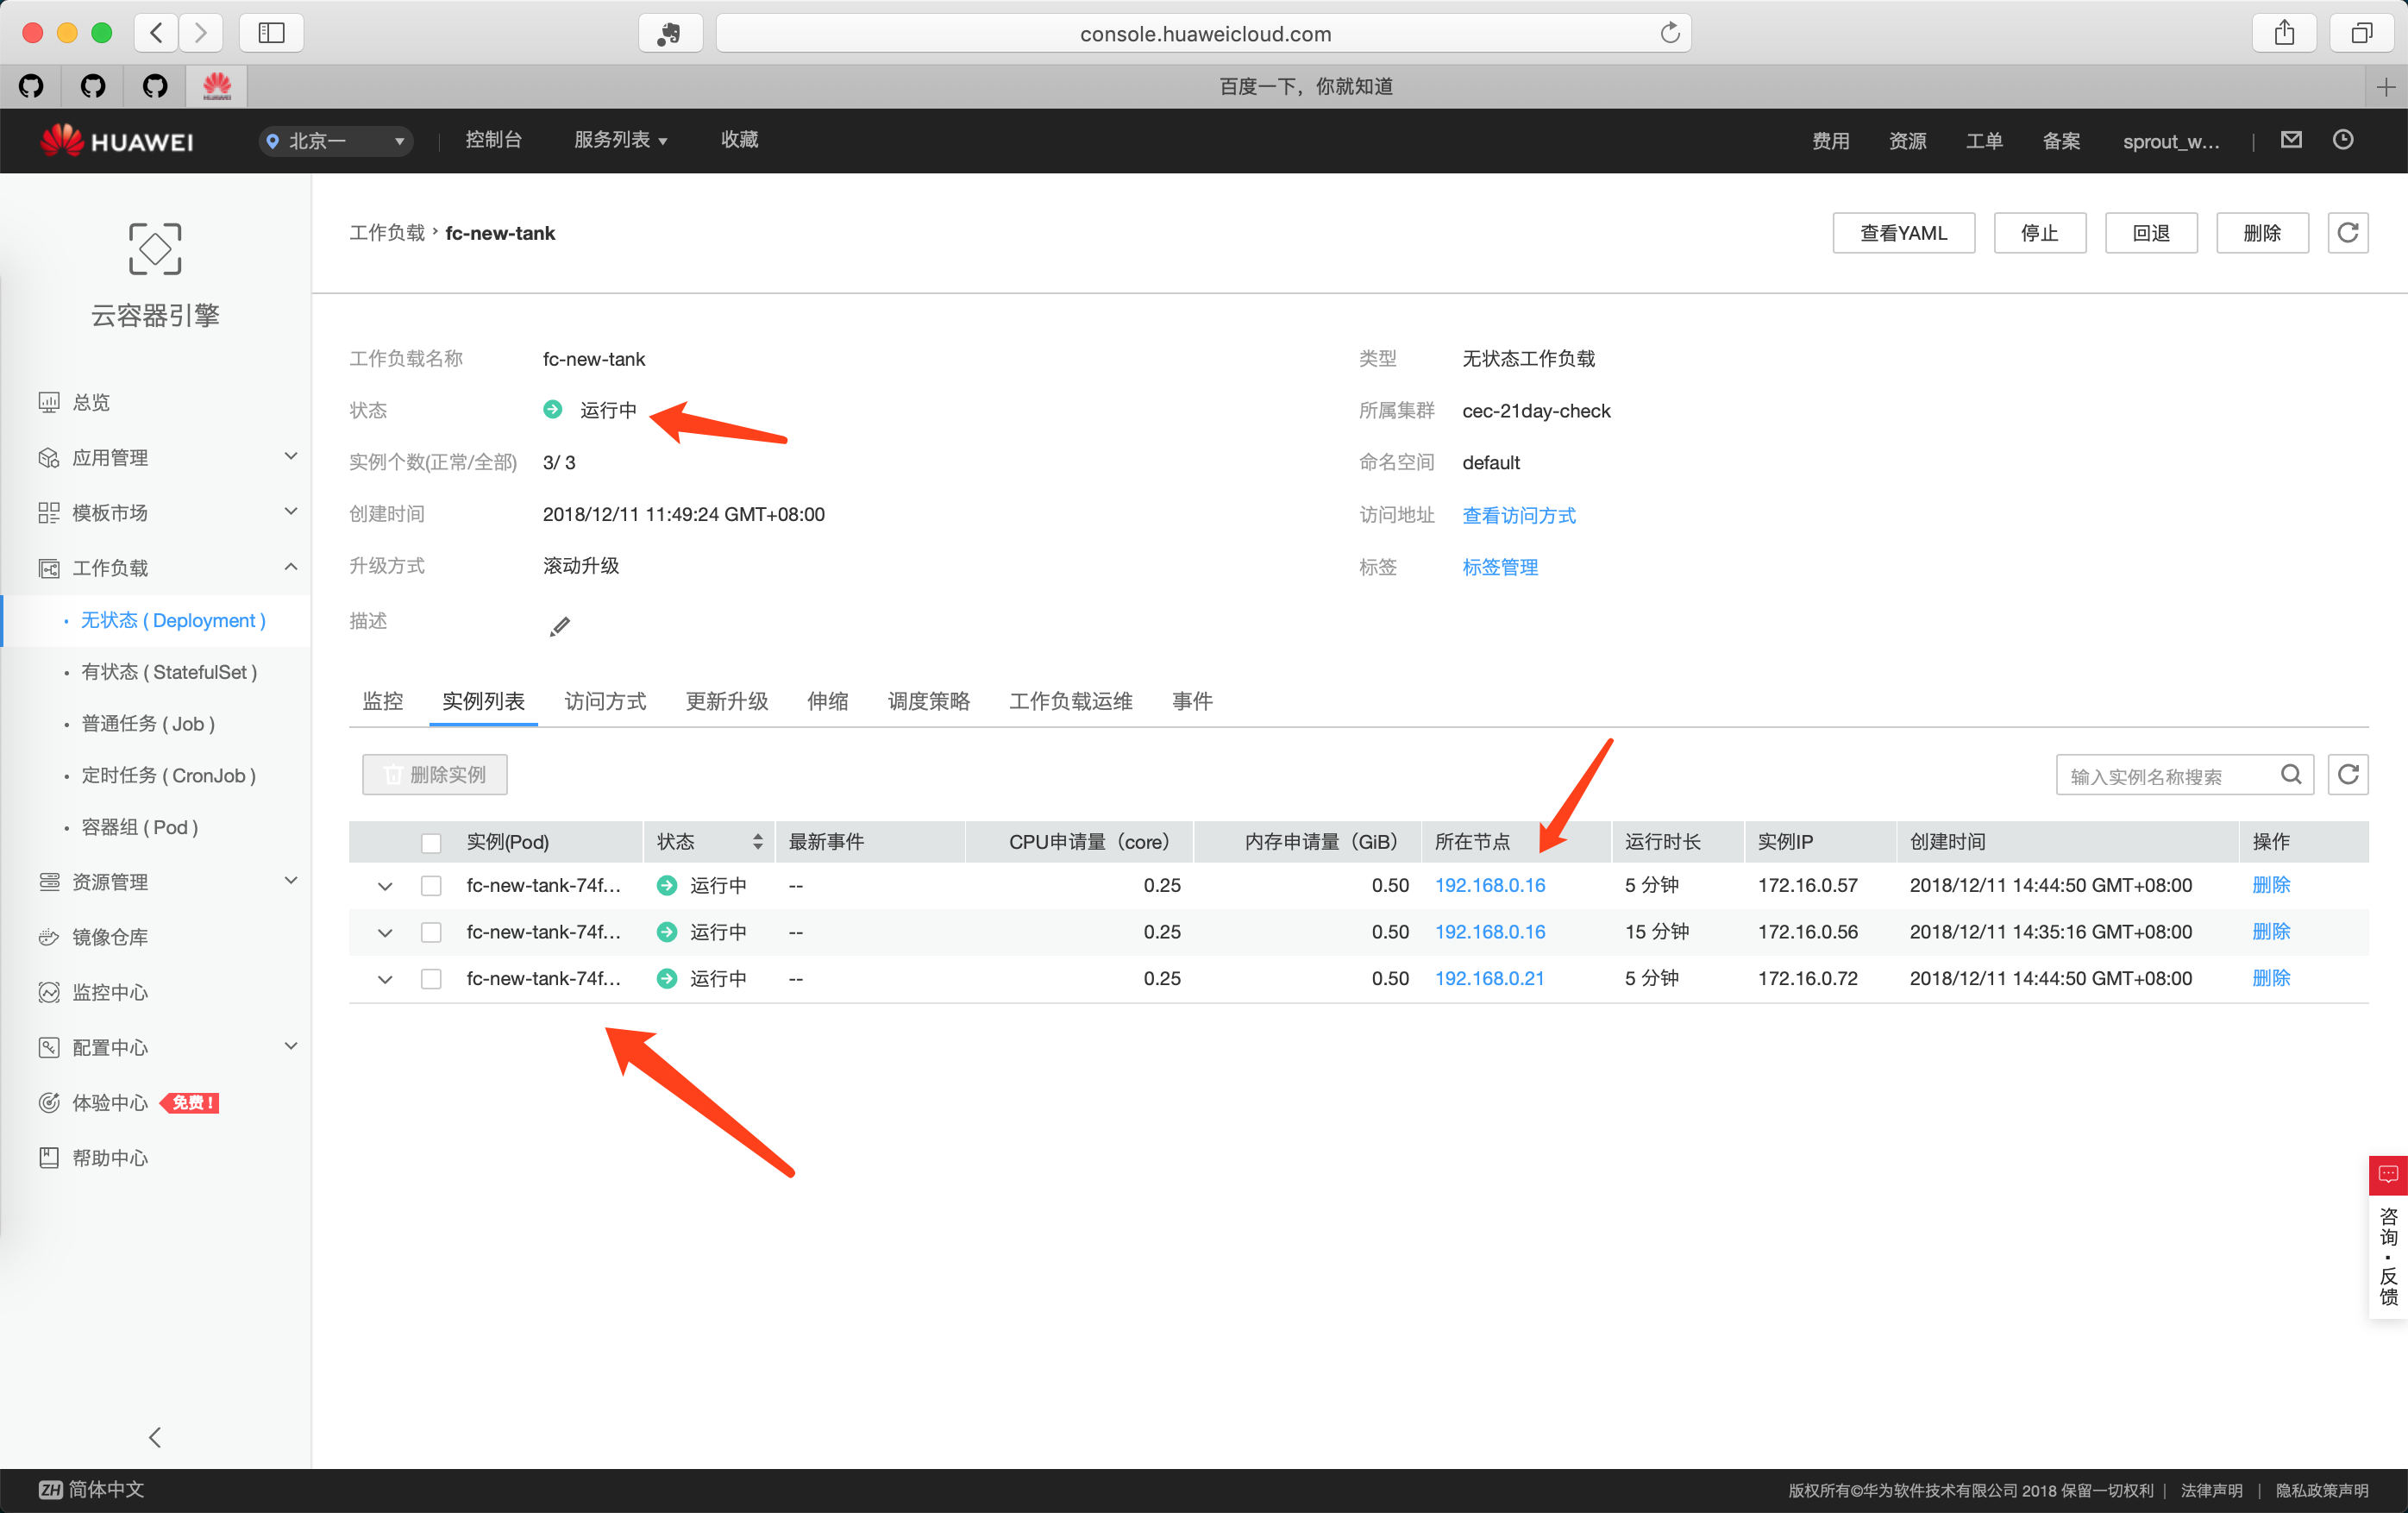 console.huaweicloud.com
百度一下，你就知道
HUAWEI
北京一
控制台
服务列表
收藏
费用
资源
工单
备案
sprout_w...
云容器引擎
总览
应用管理
模板市场
工作负载
无状态 ( Deployment )
有状态 ( StatefulSet )
普通任务 ( Job )
定时任务 ( CronJob )
容器组 ( Pod )
资源管理
镜像仓库
监控中心
配置中心
体验中心 免费！
帮助中心
工作负载 › fc-new-tank
查看YAML
停止
回退
删除
工作负载名称 fc-new-tank
状态 运行中
实例个数(正常/全部) 3/ 3
创建时间 2018/12/11 11:49:24 GMT+08:00
升级方式 滚动升级
描述
类型 无状态工作负载
所属集群 cec-21day-check
命名空间 default
访问地址 查看访问方式
标签 标签管理
监控 实例列表 访问方式 更新升级 伸缩 调度策略 工作负载运维 事件
删除实例
输入实例名称搜索
实例(Pod) 状态 最新事件 CPU申请量（core） 内存申请量（GiB） 所在节点 运行时长 实例IP 创建时间 操作
fc-new-tank-74f... 运行中 -- 0.25 0.50 192.168.0.16 5 分钟 172.16.0.57 2018/12/11 14:44:50 GMT+08:00 删除
fc-new-tank-74f... 运行中 -- 0.25 0.50 192.168.0.16 15 分钟 172.16.0.56 2018/12/11 14:35:16 GMT+08:00 删除
fc-new-tank-74f... 运行中 -- 0.25 0.50 192.168.0.21 5 分钟 172.16.0.72 2018/12/11 14:44:50 GMT+08:00 删除
咨询·反馈
ZH 简体中文
版权所有©华为软件技术有限公司 2018 保留一切权利 | 法律声明 | 隐私政策声明